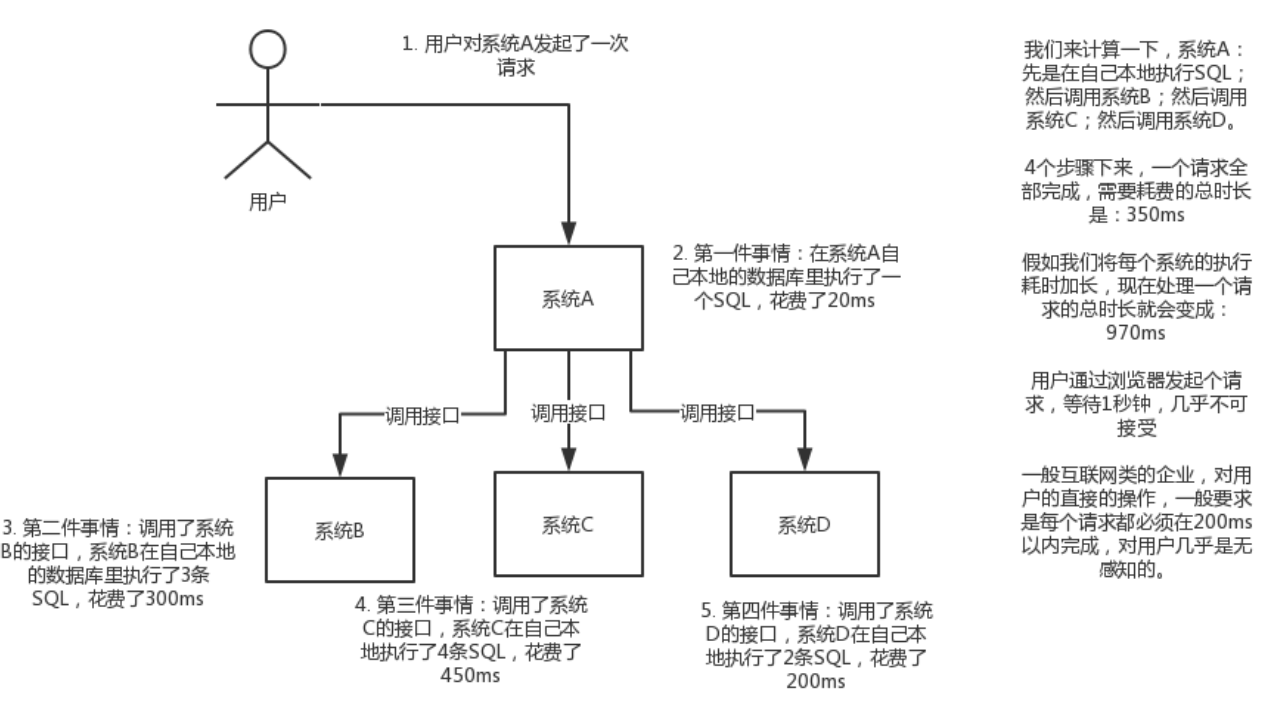 1. 用户对系统A发起了一次
请求
用户
系统A
2. 第一件事情：在系统A自
己本地的数据库里执行了一
个SQL，花费了20ms
调用接口
调用接口
调用接口
系统B
系统C
系统D
3. 第二件事情：调用了系统
B的接口，系统B在自己本地
的数据库里执行了3条
SQL，花费了300ms
4. 第三件事情：调用了系统
C的接口，系统C在自己本
地执行了4条SQL，花费了
450ms
5. 第四件事情：调用了系统
D的接口，系统D在自己本
地执行了2条SQL，花费了
200ms
我们来计算一下，系统A：
先是在自己本地执行SQL；
然后调用系统B；然后调用
系统C；然后调用系统D。
4个步骤下来，一个请求全
部完成，需要耗费的总时长
是：350ms
假如我们将每个系统的执行
耗时加长，现在处理一个请
求的总时长就会变成：
970ms
用户通过浏览器发起个请
求，等待1秒钟，几乎不可
接受
一般互联网类的企业，对用
户的直接的操作，一般要求
是每个请求都必须在200ms
以内完成，对用户几乎是无
感知的。